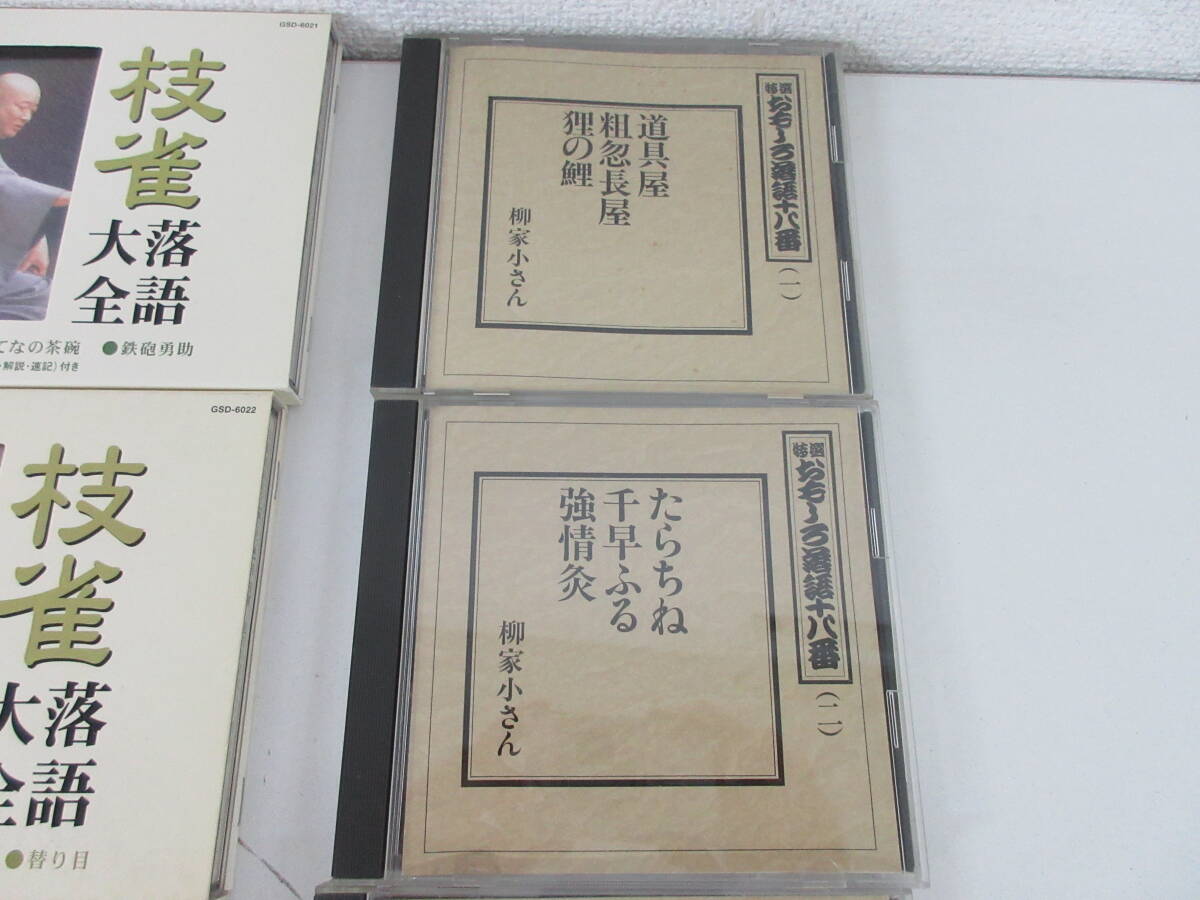 GSD-6021
枝雀
落語
大全
てなの茶碗 ●鉄砲勇助
・解説・速記)付き
GSD-6022
枝雀
落語
大全
●替り目
特選
おもしろ落語十八番
(一)
道具屋
粗忽長屋
狸の鯉
柳家小さん
特選
おもしろ落語十八番
(二)
たらちね
千早ふる
強情灸
柳家小さん